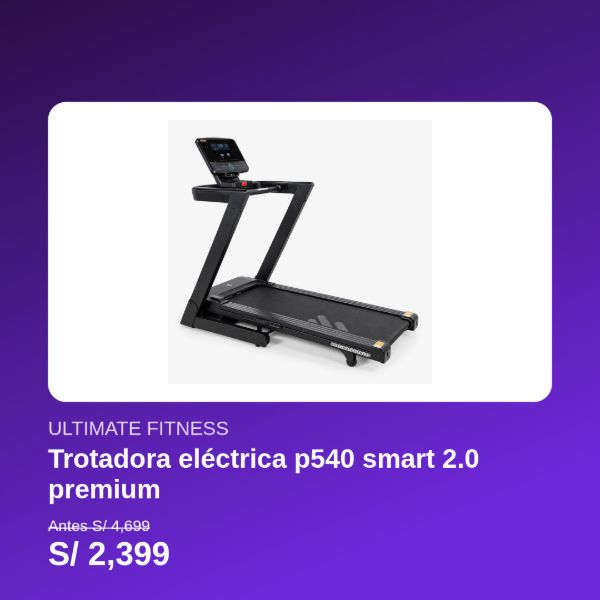 ULTIMATE FITNESS
Trotadora eléctrica p540 smart 2.0
premium
Antes S/ 4,699
S/ 2,399